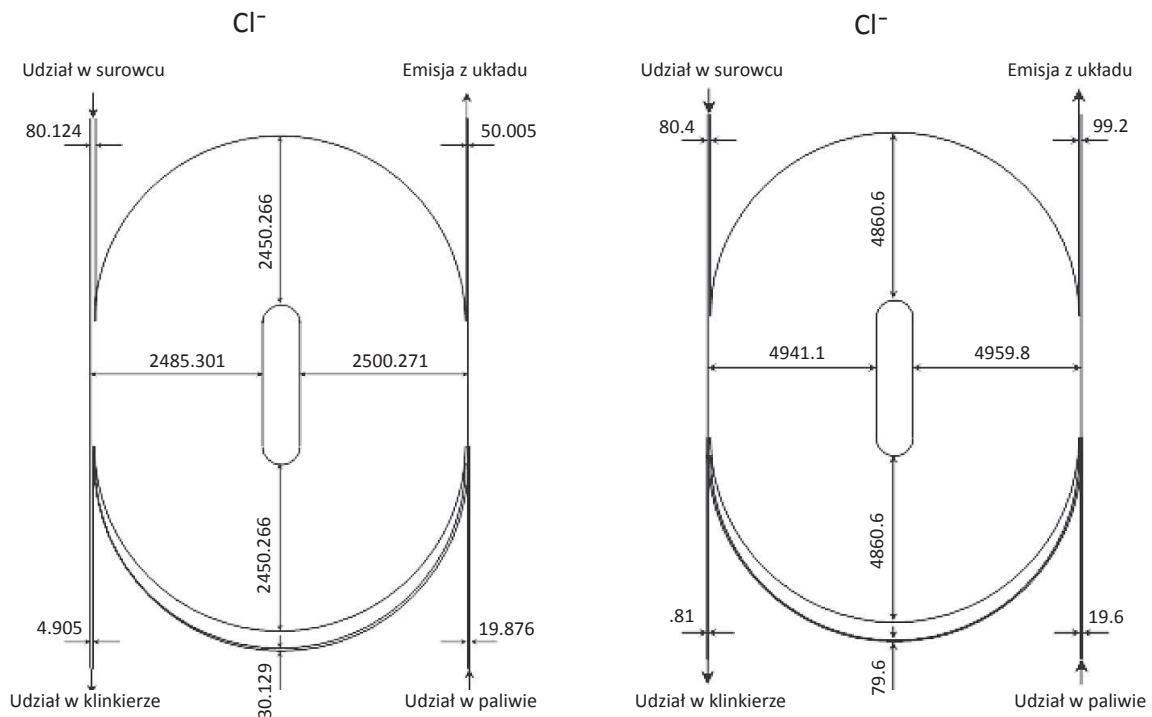 Cl⁻
Udział w surowcu
Emisja z układu
80.124
50.005
2450.266
2485.301
2500.271
2450.266
4.905
19.876
30.129
Udział w klinkierze
Udział w paliwie
Cl⁻
Udział w surowcu
Emisja z układu
80.4
99.2
4860.6
4941.1
4959.8
4860.6
.81
19.6
79.6
Udział w klinkierze
Udział w paliwie